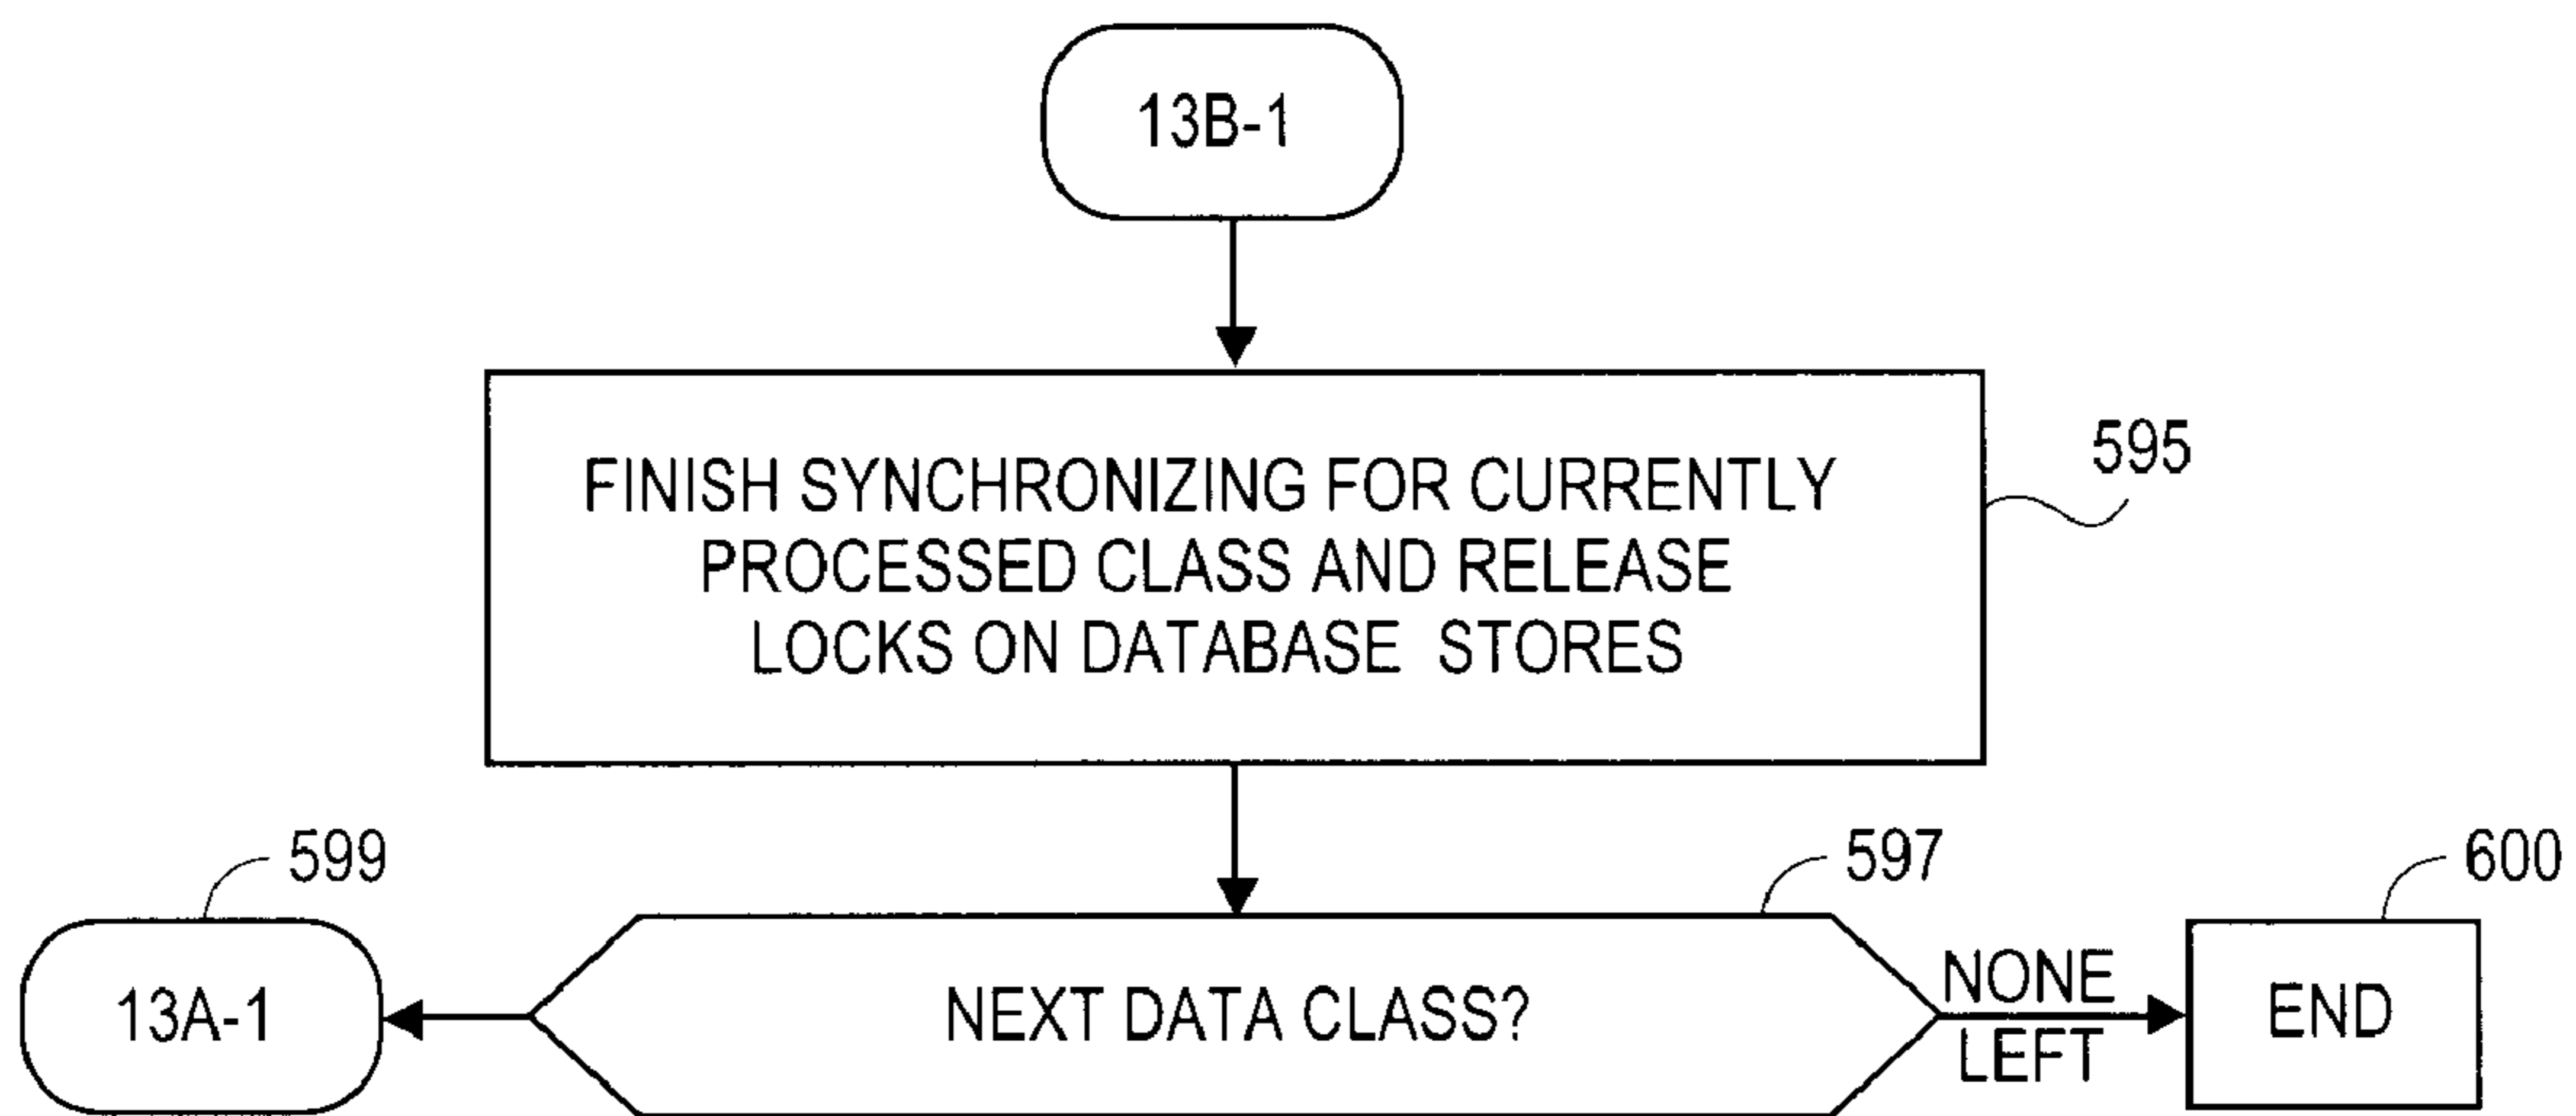 13B-1
FINISH SYNCHRONIZING FOR CURRENTLY
PROCESSED CLASS AND RELEASE
LOCKS ON DATABASE STORES
595
599
597
600
13A-1
NEXT DATA CLASS?
NONE
LEFT
END